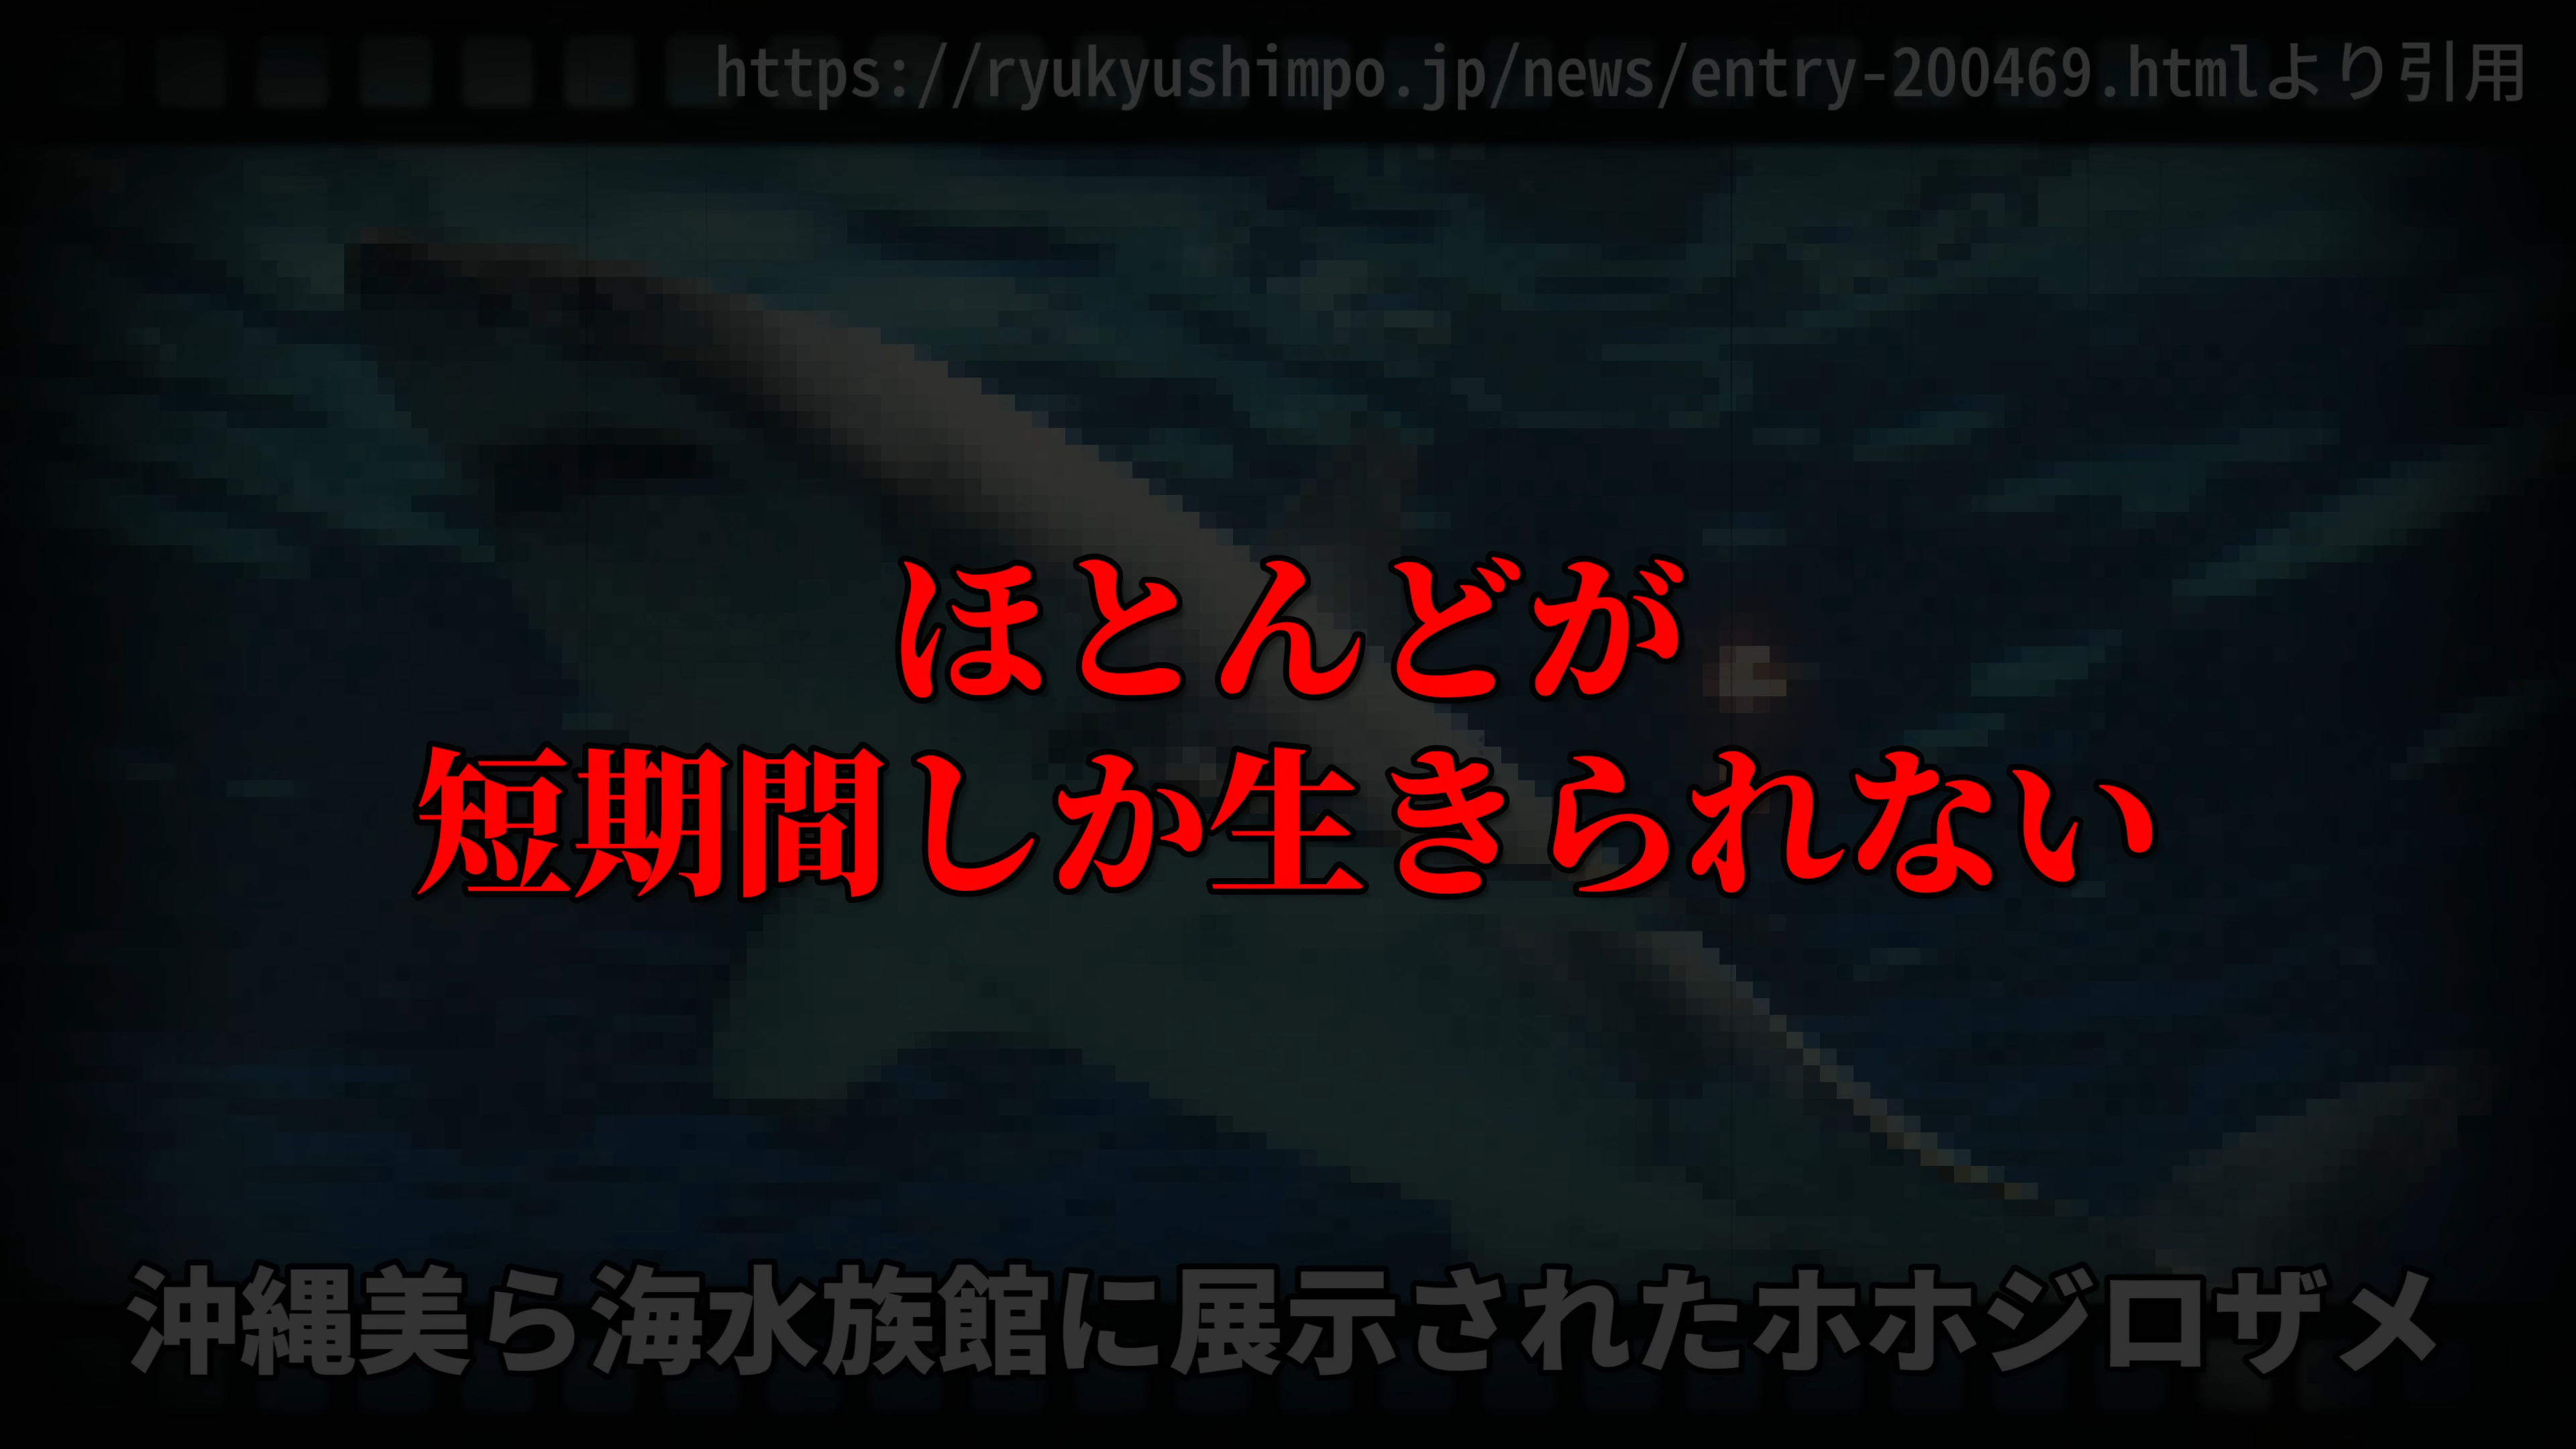 https://ryukyushimpo.jp/news/entry-200469.htmlより引用
ほとんどが
短期間しか生きられない
沖縄美ら海水族館に展示されたホホジロザメ